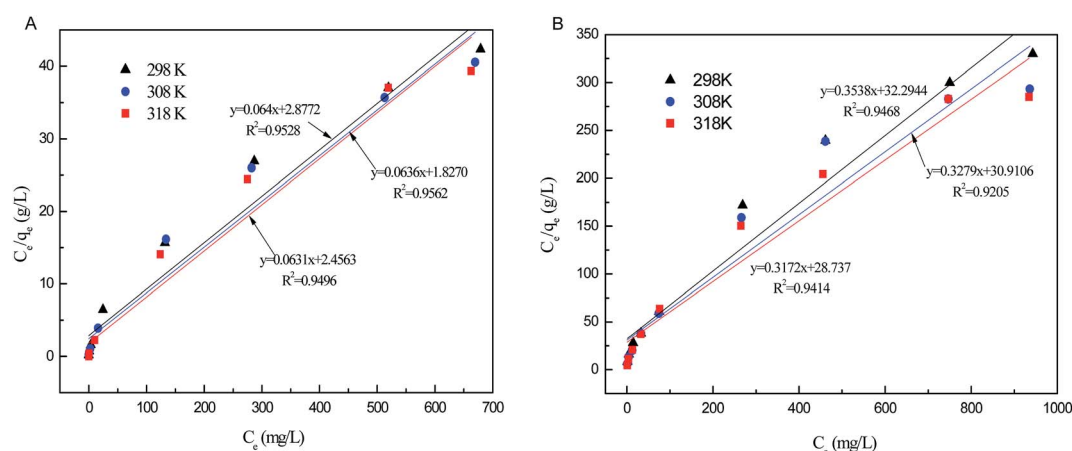 A
40
30
20
10
0
C_e/q_e (g/L)
298 K
308 K
318 K
y=0.064x+2.8772
R²=0.9528
y=0.0636x+1.8270
R²=0.9562
y=0.0631x+2.4563
R²=0.9496
0 100 200 300 400 500 600 700
C_e (mg/L)
B
350
300
250
200
150
100
50
0
C_e/q_e (g/L)
298K
308K
318K
y=0.3538x+32.2944
R²=0.9468
y=0.3279x+30.9106
R²=0.9205
y=0.3172x+28.737
R²=0.9414
0 200 400 600 800 1000
C_e (mg/L)